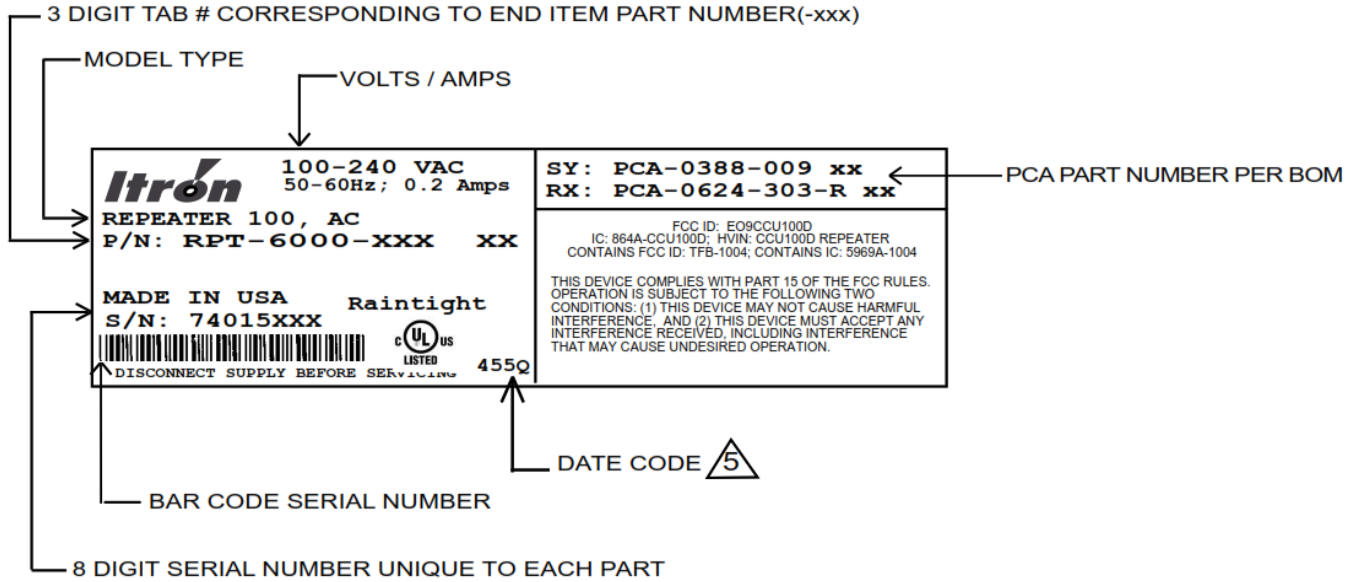 3 DIGIT TAB # CORRESPONDING TO END ITEM PART NUMBER(-xxx)
MODEL TYPE
VOLTS / AMPS
Itron
100-240 VAC
50-60Hz; 0.2 Amps
REPEATER 100, AC
P/N: RPT-6000-XXX XX
MADE IN USA
Raintight
S/N: 74015XXX
C UL US
LISTED
DISCONNECT SUPPLY BEFORE SERVICING
455Q
SY: PCA-0388-009 xx
RX: PCA-0624-303-R xx
PCA PART NUMBER PER BOM
FCC ID: EO9CCU100D
IC: 864A-CCU100D; HVIN: CCU100D REPEATER
CONTAINS FCC ID: TFB-1004; CONTAINS IC: 5969A-1004
THIS DEVICE COMPLIES WITH PART 15 OF THE FCC RULES.
OPERATION IS SUBJECT TO THE FOLLOWING TWO
CONDITIONS: (1) THIS DEVICE MAY NOT CAUSE HARMFUL
INTERFERENCE, AND (2) THIS DEVICE MUST ACCEPT ANY
INTERFERENCE RECEIVED, INCLUDING INTERFERENCE
THAT MAY CAUSE UNDESIRED OPERATION.
DATE CODE 5
BAR CODE SERIAL NUMBER
8 DIGIT SERIAL NUMBER UNIQUE TO EACH PART